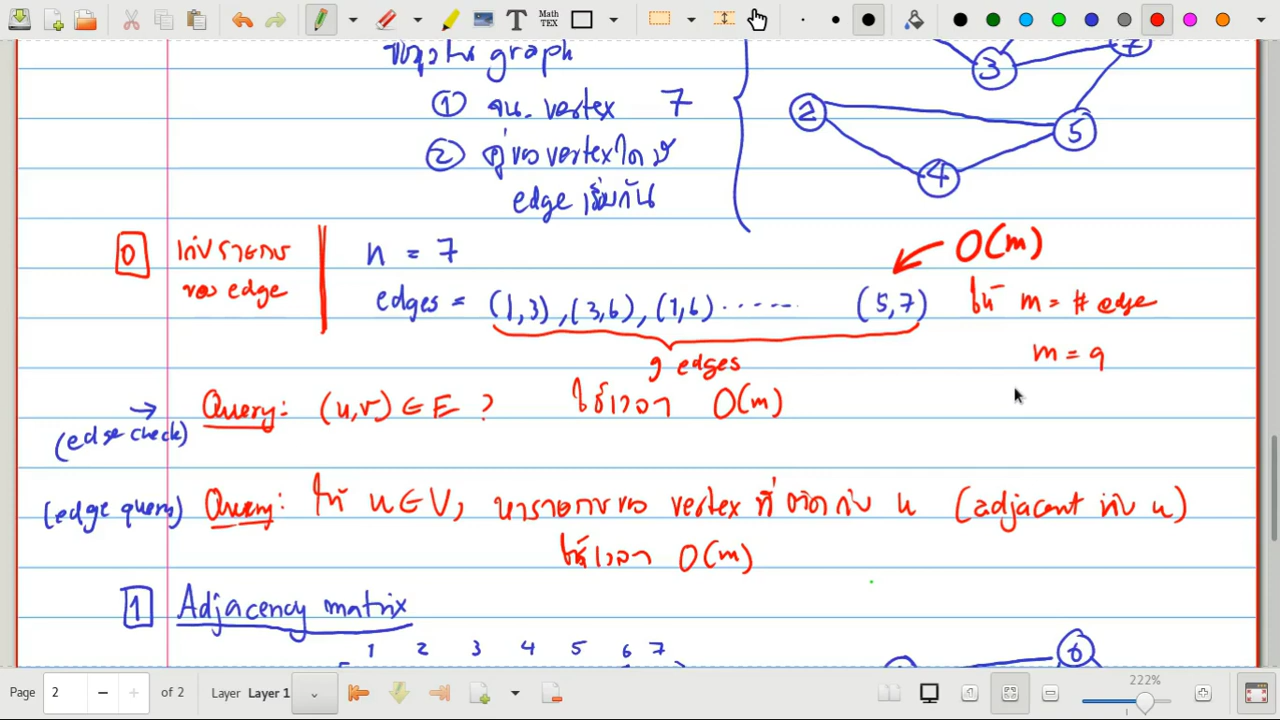 Math
TEX
ข้อมูลใน graph
① จน. vertex 7
② คู่ของ vertex ใดมี
edge เชื่อมกัน
3
7
2
5
4
0 เก็บรายการ
ของ edge
n = 7
edges = (1,3), (3,6), (1,6) ...... (5,7)
O(m)
ให้ m = # edge
9 edges
m = 9
→ Query: (u,v) ∈ E ? ใช้เวลา O(m)
(edge check)
(edge query) Query: ให้ u ∈ V, หารายการของ vertex ที่ติดกับ u (adjacent กับ u)
ใช้เวลา O(m)
1 Adjacency matrix
1 2 3 4 5 6 7
6
Page 2 of 2 Layer Layer 1 222%